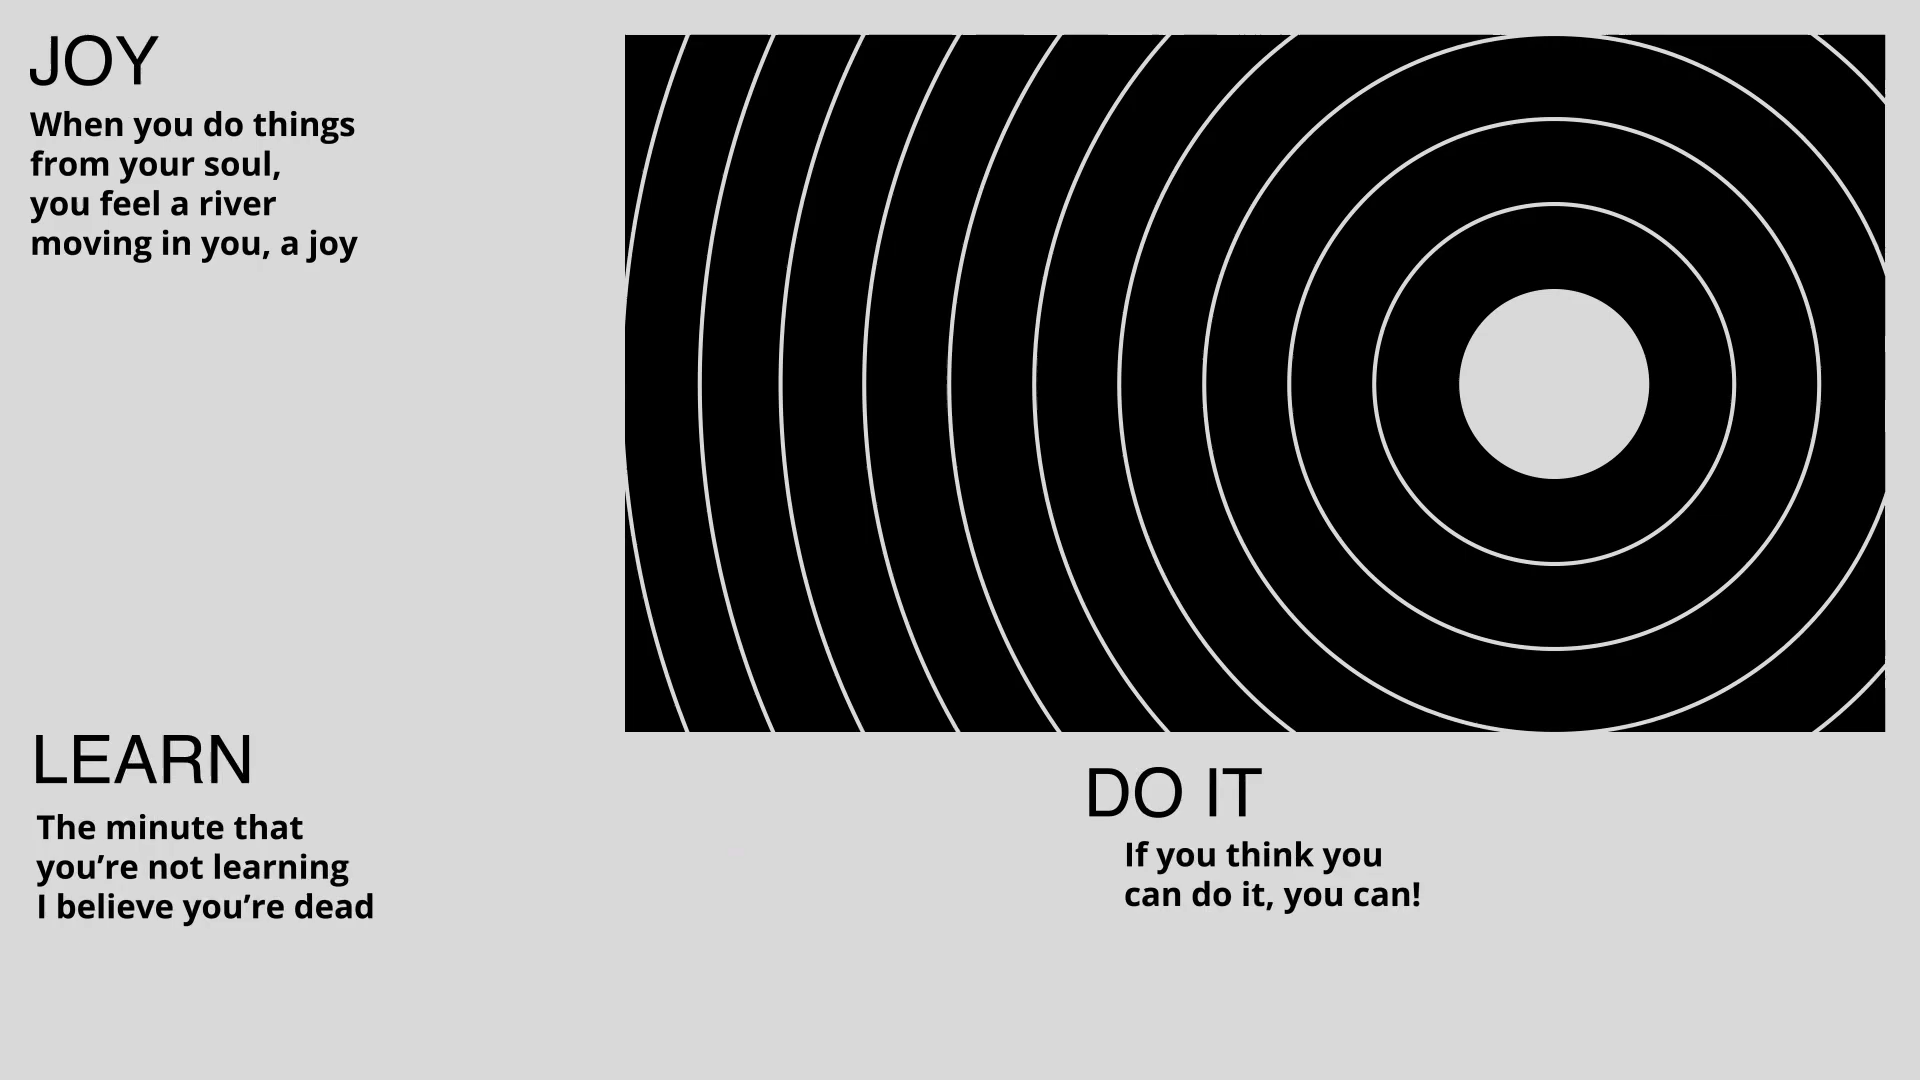 JOY
When you do things
from your soul,
you feel a river
moving in you, a joy
LEARN
The minute that
you’re not learning
I believe you’re dead
DO IT
If you think you
can do it, you can!